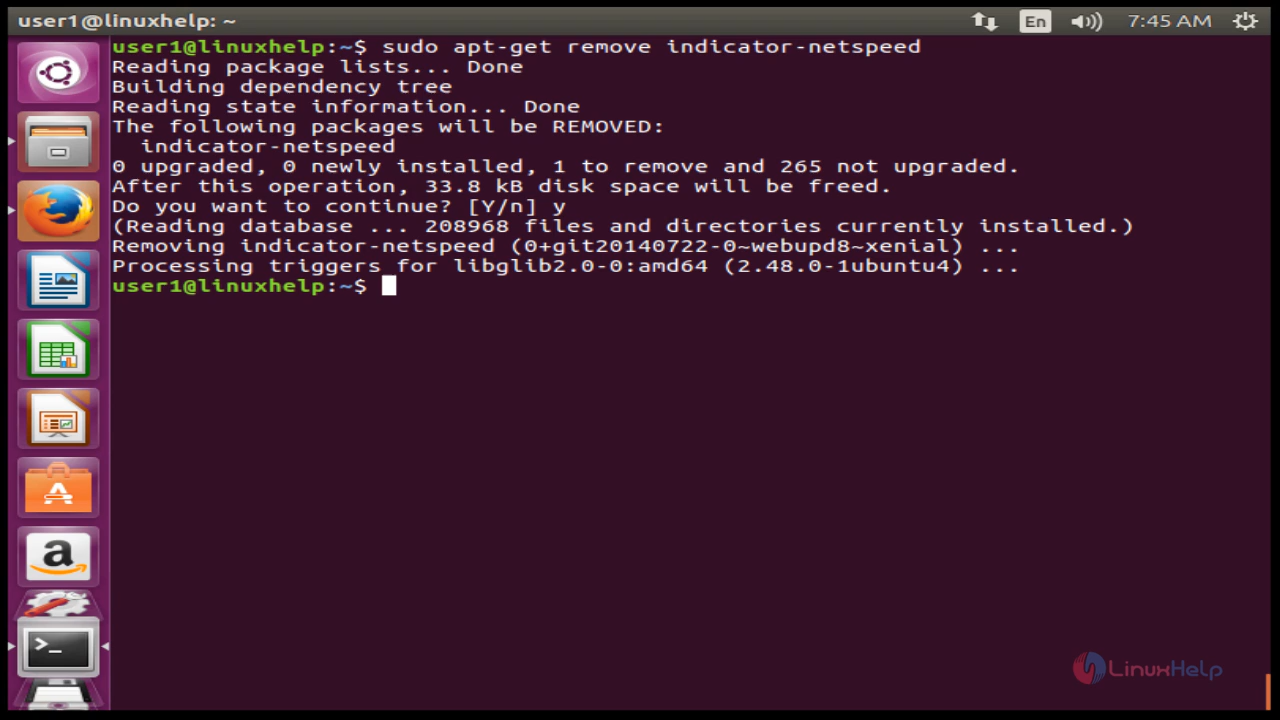 user1@linuxhelp: ~
En
7:45 AM
user1@linuxhelp:~$ sudo apt-get remove indicator-netspeed
Reading package lists... Done
Building dependency tree
Reading state information... Done
The following packages will be REMOVED:
  indicator-netspeed
0 upgraded, 0 newly installed, 1 to remove and 265 not upgraded.
After this operation, 33.8 kB disk space will be freed.
Do you want to continue? [Y/n] y
(Reading database ... 208968 files and directories currently installed.)
Removing indicator-netspeed (0+git20140722-0~webupd8~xenial) ...
Processing triggers for libglib2.0-0:amd64 (2.48.0-1ubuntu4) ...
user1@linuxhelp:~$
LinuxHelp